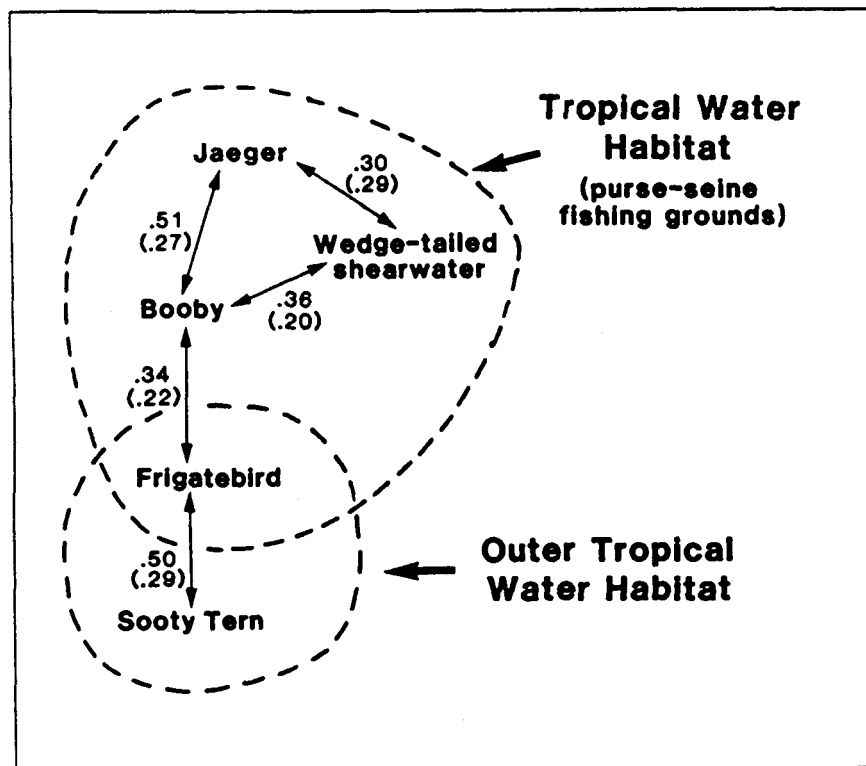 Tropical Water
Habitat
(purse-seine
fishing grounds)
Jaeger
.30
(.29)
.51
(.27)
Wedge-tailed
shearwater
Booby
.36
(.20)
.34
(.22)
Frigatebird
.50
(.29)
Sooty Tern
Outer Tropical
Water Habitat